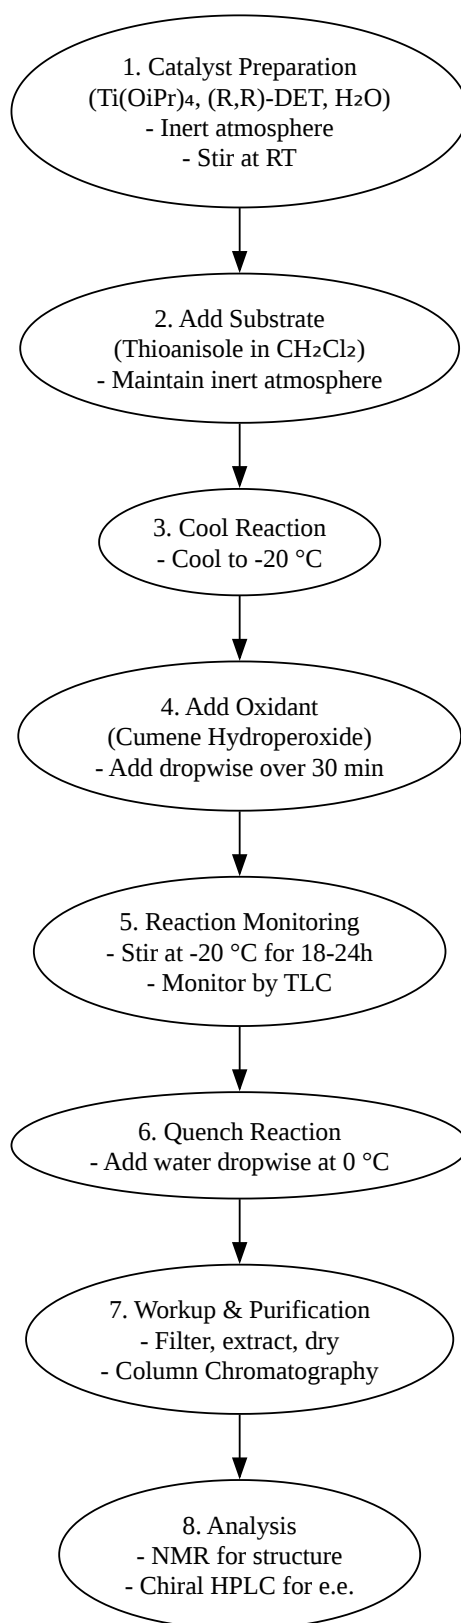 1. Catalyst Preparation
(Ti(OiPr)₄, (R,R)-DET, H₂O)
- Inert atmosphere
- Stir at RT
2. Add Substrate
(Thioanisole in CH₂Cl₂)
- Maintain inert atmosphere
3. Cool Reaction
- Cool to -20 °C
4. Add Oxidant
(Cumene Hydroperoxide)
- Add dropwise over 30 min
5. Reaction Monitoring
- Stir at -20 °C for 18-24h
- Monitor by TLC
6. Quench Reaction
- Add water dropwise at 0 °C
7. Workup & Purification
- Filter, extract, dry
- Column Chromatography
8. Analysis
- NMR for structure
- Chiral HPLC for e.e.